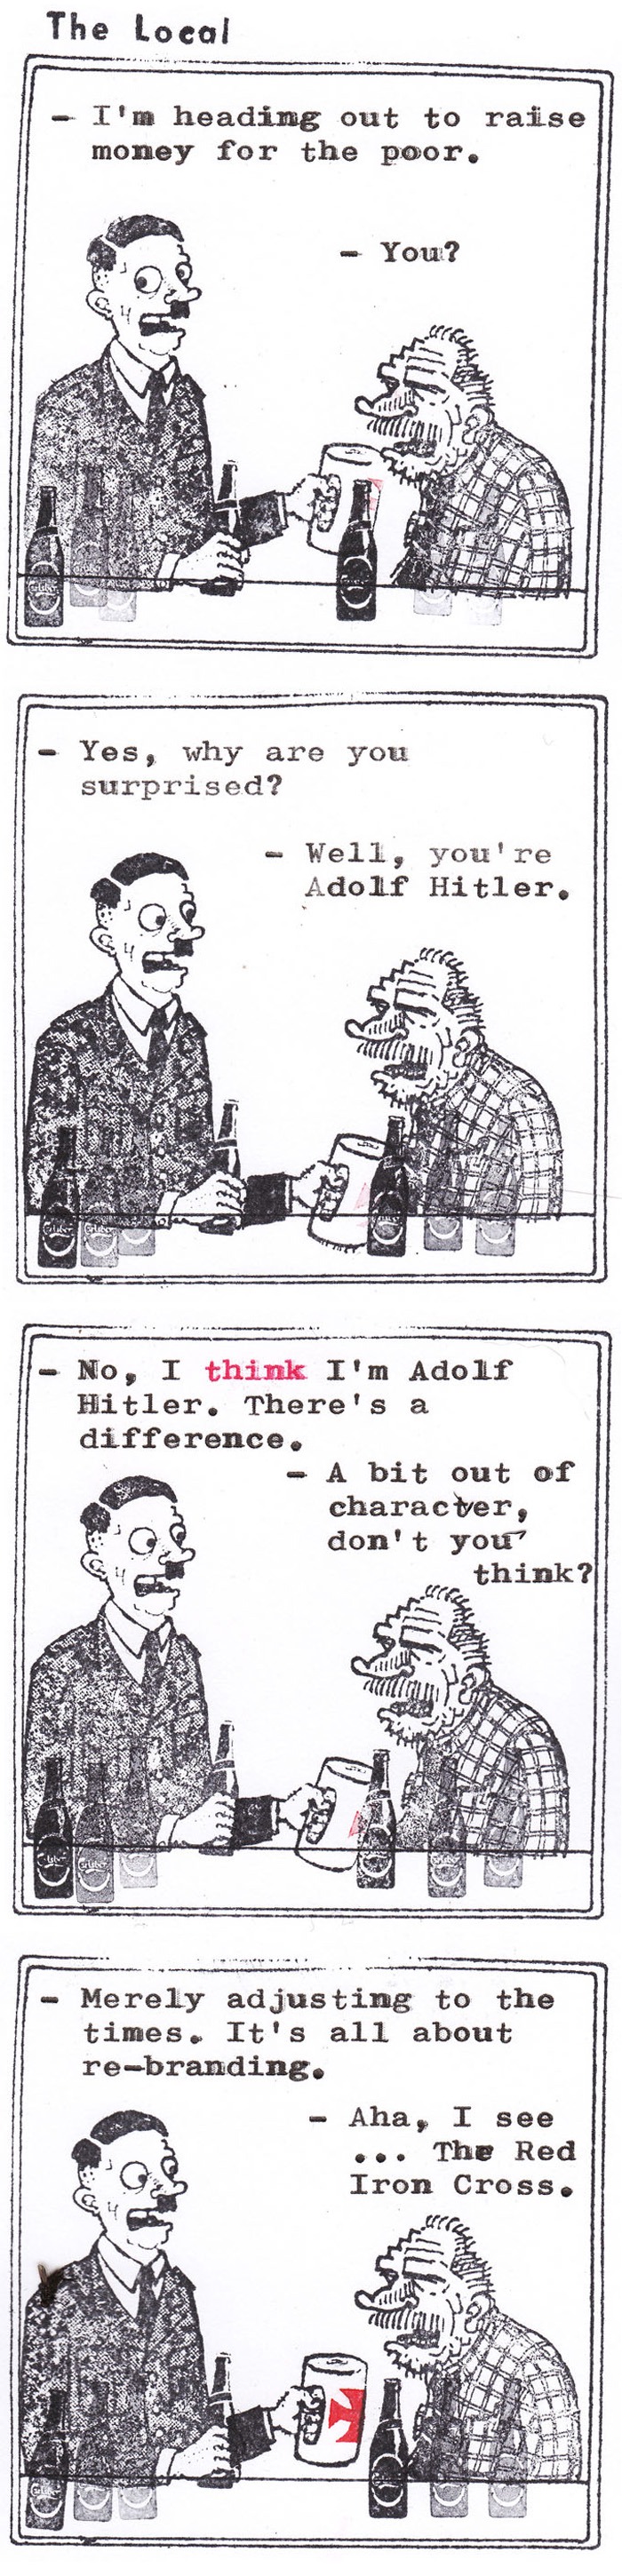 The Local
- I'm heading out to raise
money for the poor.
- You?
- Yes, why are you
surprised?
- Well, you're
Adolf Hitler.
- No, I think I'm Adolf
Hitler. There's a
difference.
- A bit out of
character,
don't you
think?
- Merely adjusting to the
times. It's all about
re-branding.
- Aha, I see
... The Red
Iron Cross.